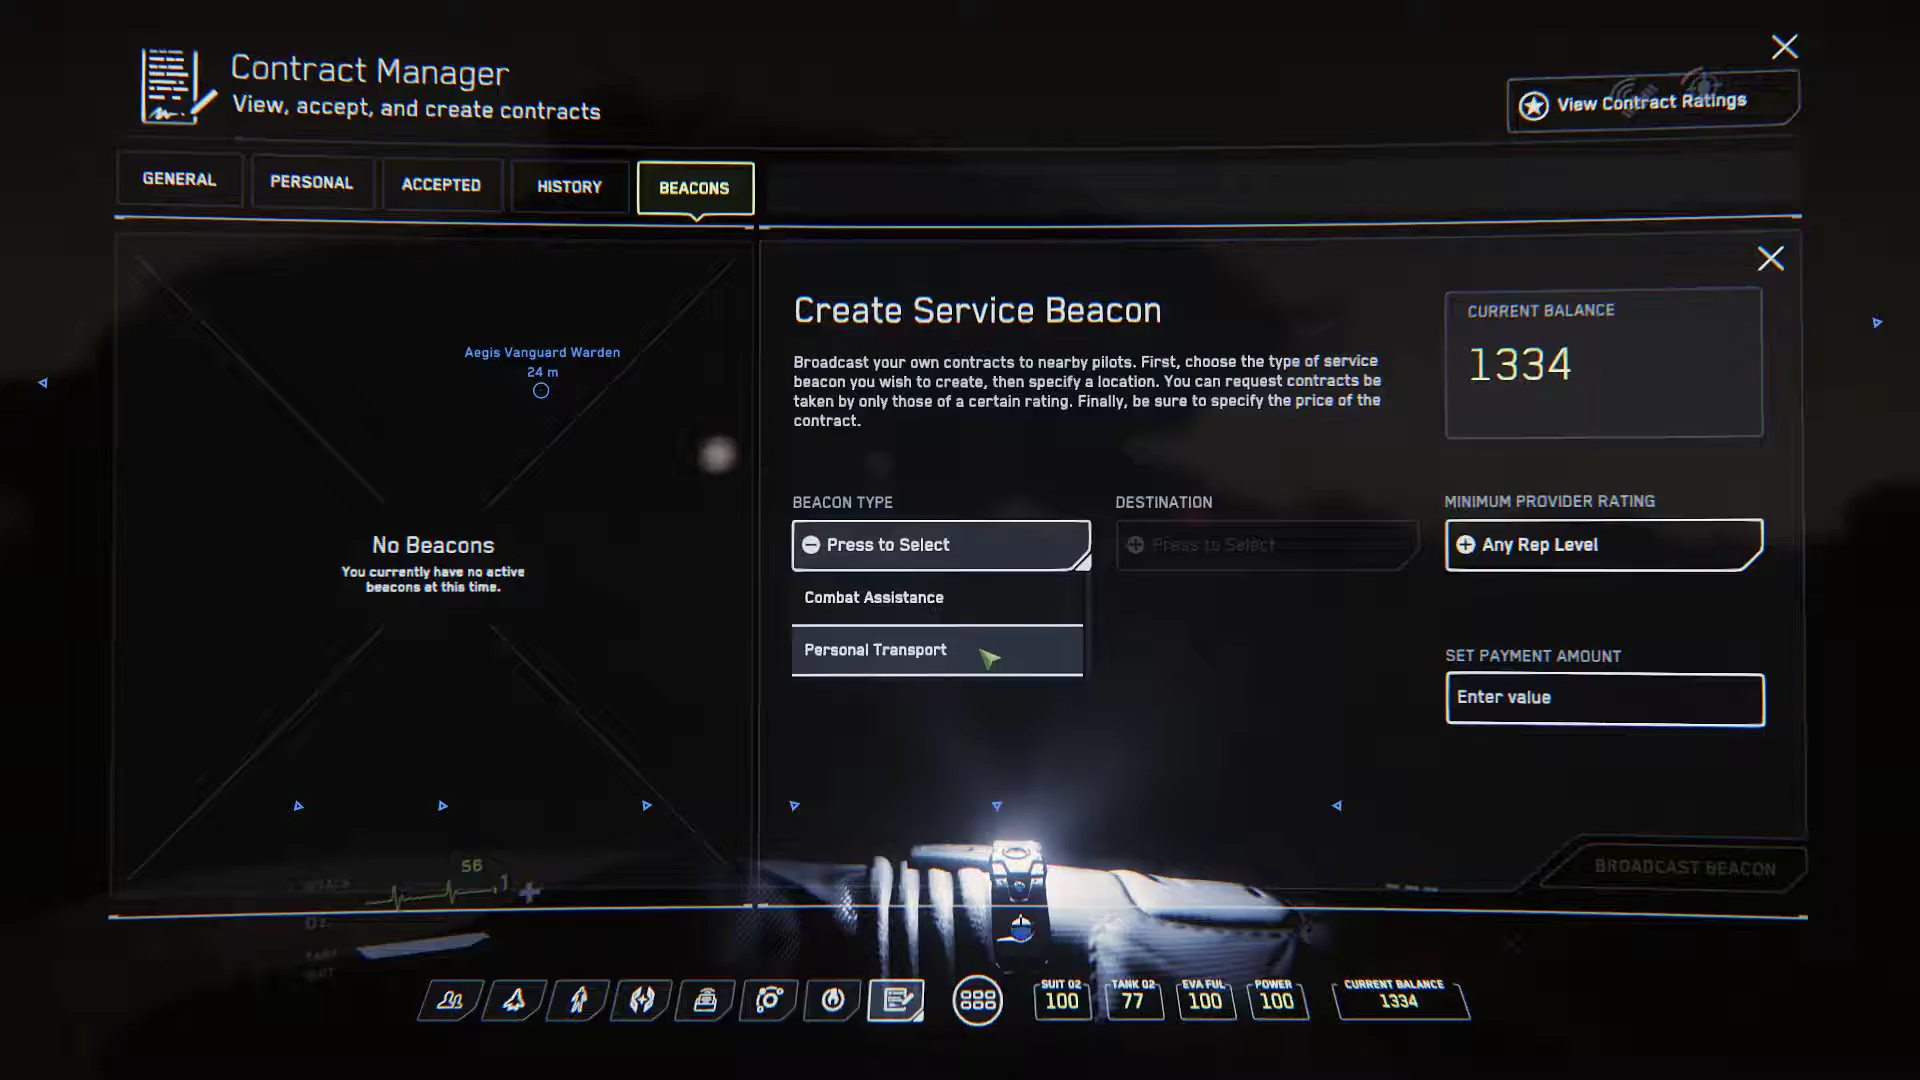 Contract Manager
View, accept, and create contracts
View Contract Ratings
GENERAL
PERSONAL
ACCEPTED
HISTORY
BEACONS
Aegis Vanguard Warden
24 m
No Beacons
You currently have no active
beacons at this time.
Create Service Beacon
Broadcast your own contracts to nearby pilots. First, choose the type of service
beacon you wish to create, then specify a location. You can request contracts be
taken by only those of a certain rating. Finally, be sure to specify the price of the
contract.
CURRENT BALANCE
1334
BEACON TYPE
Press to Select
Combat Assistance
Personal Transport
DESTINATION
Press to Select
MINIMUM PROVIDER RATING
Any Rep Level
SET PAYMENT AMOUNT
Enter value
BROADCAST BEACON
56
SUIT O2
100
TANK O2
77
EVA FUL
100
POWER
100
CURRENT BALANCE
1334